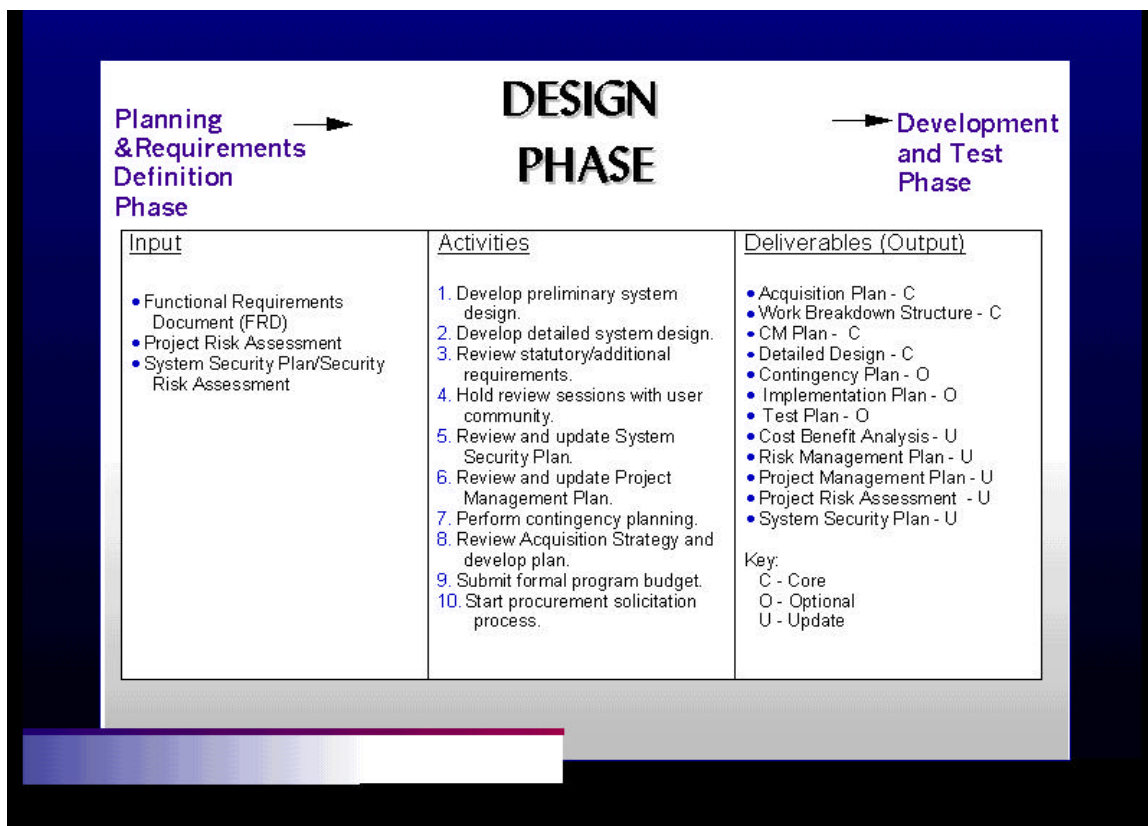 DESIGN
PHASE
Planning
&Requirements
Definition
Phase
Development
and Test
Phase
Input
• Functional Requirements
Document (FRD)
• Project Risk Assessment
• System Security Plan/Security
Risk Assessment
Activities
1. Develop preliminary system
design.
2. Develop detailed system design.
3. Review statutory/additional
requirements.
4. Hold review sessions with user
community.
5. Review and update System
Security Plan.
6. Review and update Project
Management Plan.
7. Perform contingency planning.
8. Review Acquisition Strategy and
develop plan.
9. Submit formal program budget.
10. Start procurement solicitation
process.
Deliverables (Output)
• Acquisition Plan - C
• Work Breakdown Structure - C
• CM Plan - C
• Detailed Design - C
• Contingency Plan - O
• Implementation Plan - O
• Test Plan - O
• Cost Benefit Analysis - U
• Risk Management Plan - U
• Project Management Plan - U
• Project Risk Assessment - U
• System Security Plan - U
Key:
C - Core
O - Optional
U - Update